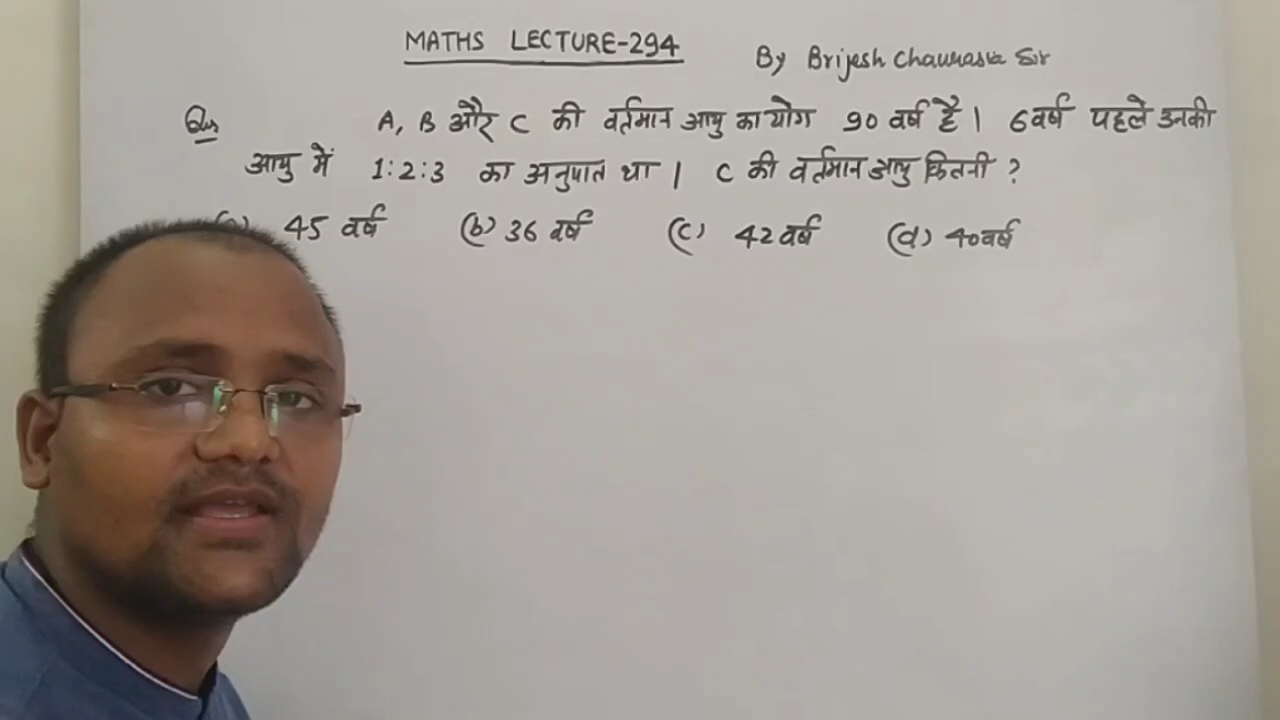 MATHS LECTURE-294
By Brijesh Chaurasia Sir
Qus A, B और C की वर्तमान आयु का योग 90 वर्ष है । 6 वर्ष पहले उनकी
आयु में 1:2:3 का अनुपात था । C की वर्तमान आयु कितनी ?
45 वर्ष (b) 36 वर्ष (c) 42 वर्ष (d) 40 वर्ष